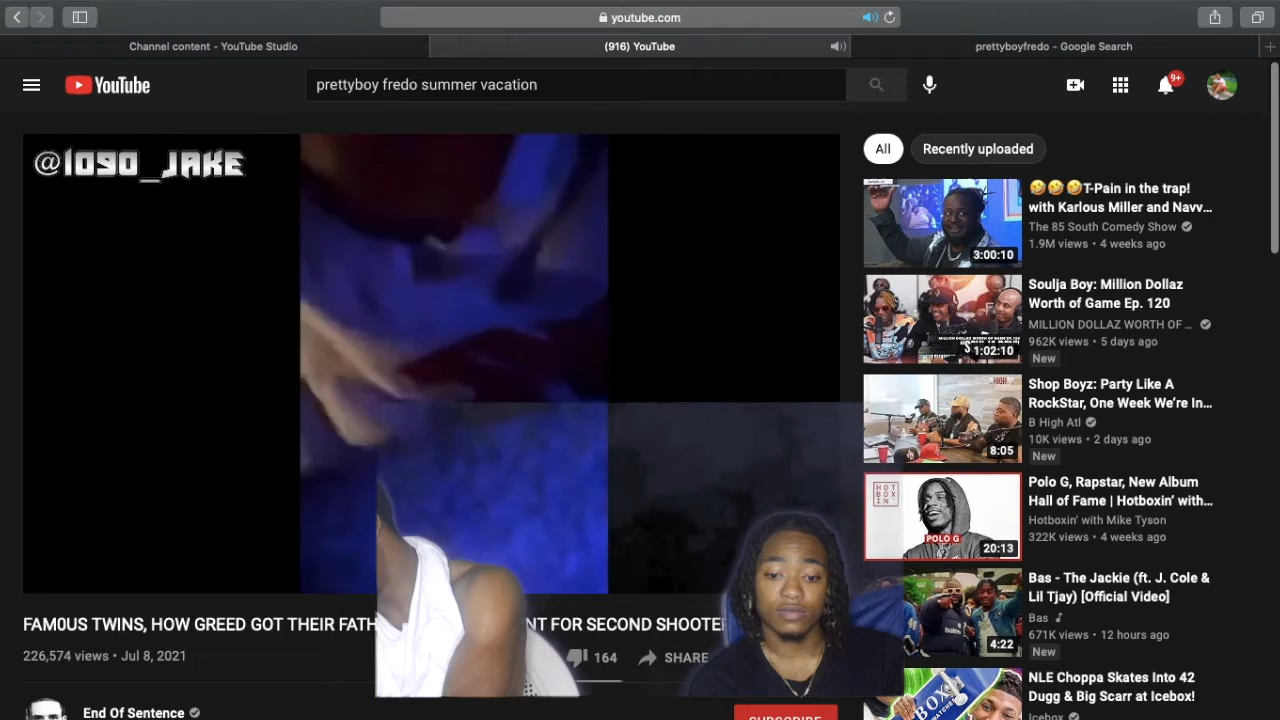 youtube.com
Channel content - YouTube Studio
(916) YouTube
prettyboyfredo - Google Search
YouTube
prettyboy fredo summer vacation
9+
@1090_JAKE
All
Recently uploaded
🤣🤣🤣T-Pain in the trap!
with Karlous Miller and Navv...
The 85 South Comedy Show
1.9M views • 4 weeks ago
3:00:10
Soulja Boy: Million Dollaz
Worth of Game Ep. 120
MILLION DOLLAZ WORTH OF ...
962K views • 5 days ago
New
1:02:10
Shop Boyz: Party Like A
RockStar, One Week We're In...
B High Atl
10K views • 2 days ago
New
8:05
Polo G, Rapstar, New Album
Hall of Fame | Hotboxin' with...
Hotboxin' with Mike Tyson
322K views • 4 weeks ago
HOT
BOX
IN'
POLO G
20:13
Bas - The Jackie (ft. J. Cole &
Lil Tjay) [Official Video]
Bas
671K views • 12 hours ago
New
4:22
NLE Choppa Skates Into 42
Dugg & Big Scarr at Icebox!
Icebox
FAM0US TWINS, HOW GREED GOT THEIR FATH
NT FOR SECOND SHOOTE
226,574 views • Jul 8, 2021
164
SHARE
End Of Sentence
SUBSCRIBE